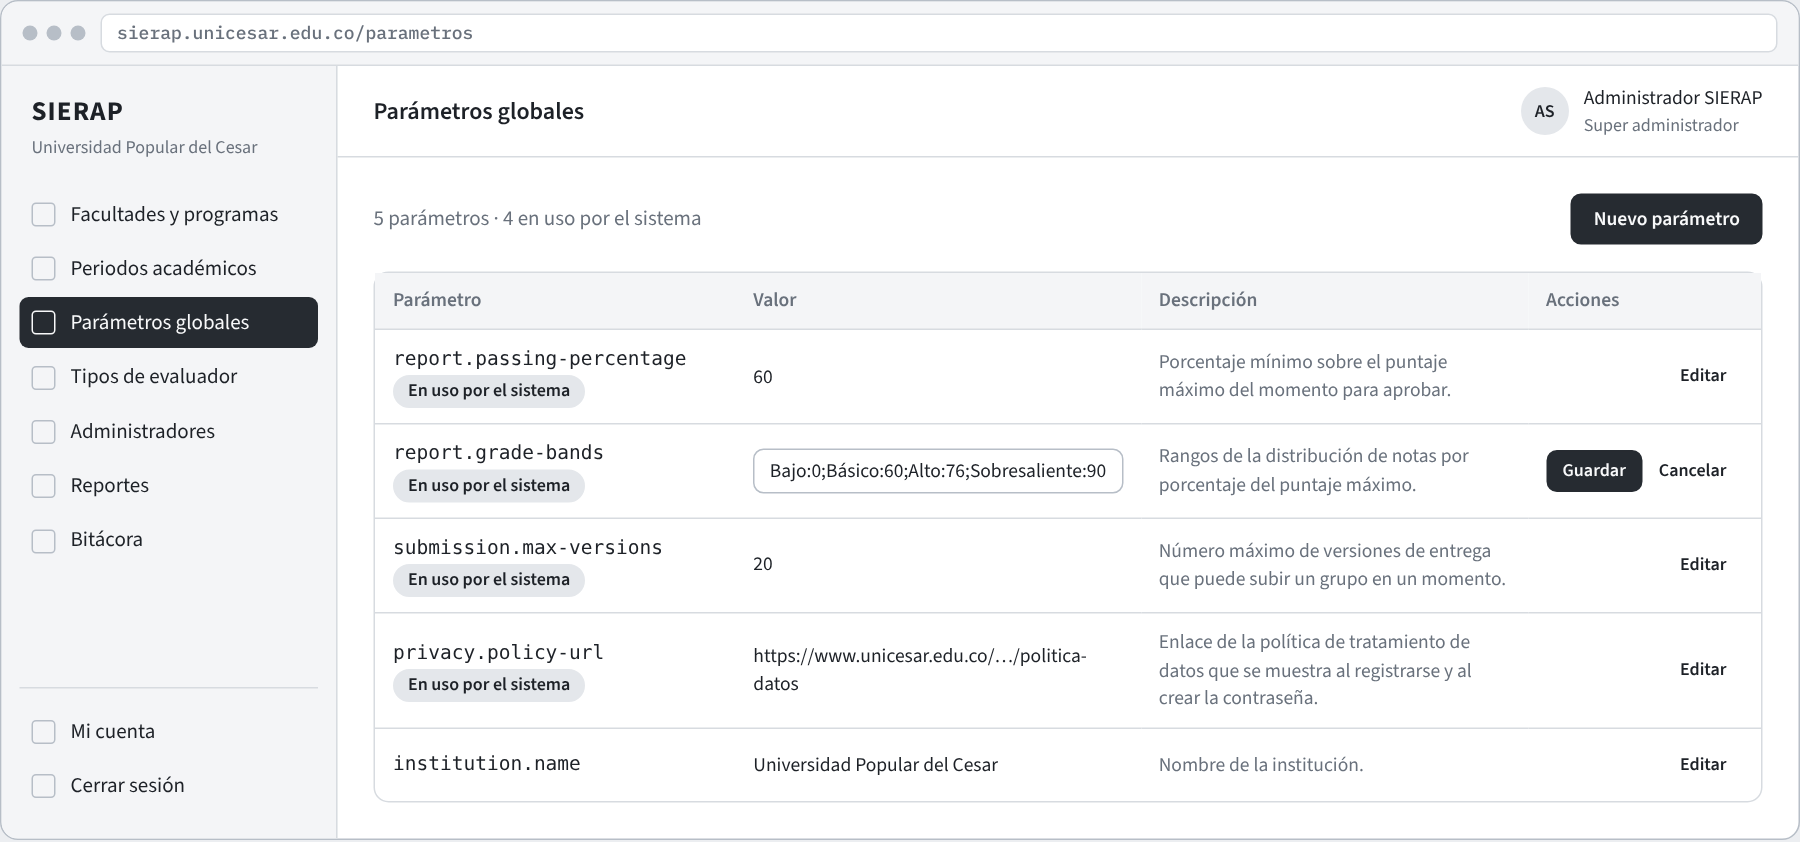 sierap.unicesar.edu.co/parametros
SIERAP
Universidad Popular del Cesar
Facultades y programas
Periodos académicos
Parámetros globales
Tipos de evaluador
Administradores
Reportes
Bitácora
Mi cuenta
Cerrar sesión
Parámetros globales
AS
Administrador SIERAP
Super administrador
5 parámetros · 4 en uso por el sistema
Nuevo parámetro
Parámetro Valor Descripción Acciones
report.passing-percentage
En uso por el sistema
60
Porcentaje mínimo sobre el puntaje
máximo del momento para aprobar.
Editar
report.grade-bands
En uso por el sistema
Bajo:0;Básico:60;Alto:76;Sobresaliente:90
Rangos de la distribución de notas por
porcentaje del puntaje máximo.
Guardar Cancelar
submission.max-versions
En uso por el sistema
20
Número máximo de versiones de entrega
que puede subir un grupo en un momento.
Editar
privacy.policy-url
En uso por el sistema
https://www.unicesar.edu.co/…/politica-
datos
Enlace de la política de tratamiento de
datos que se muestra al registrarse y al
crear la contraseña.
Editar
institution.name
Universidad Popular del Cesar
Nombre de la institución.
Editar